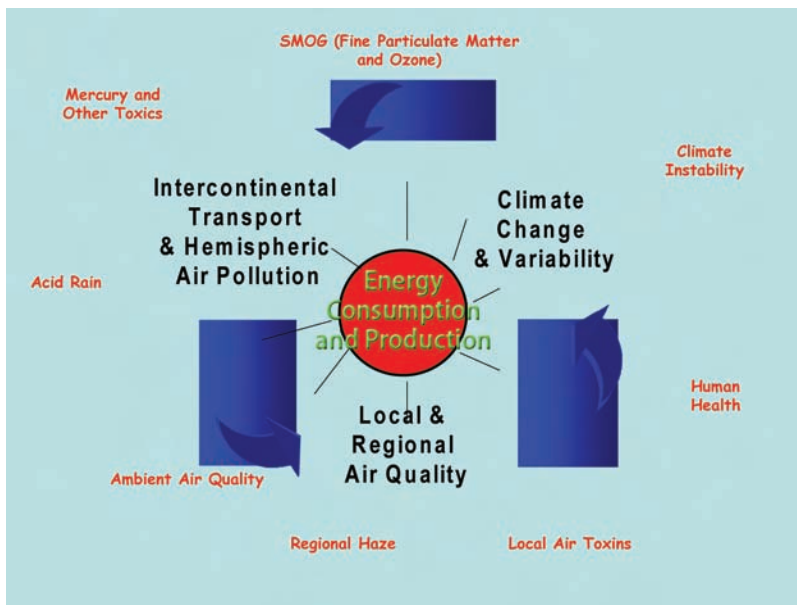 SMOG (Fine Particulate Matter
and Ozone)
Mercury and
Other Toxics
Climate
Instability
Intercontinental
Transport
& Hemispheric
Air Pollution
Climate
Change
& Variability
Acid Rain
Energy
Consumption
and Production
Human
Health
Local &
Regional
Air Quality
Ambient Air Quality
Regional Haze
Local Air Toxins